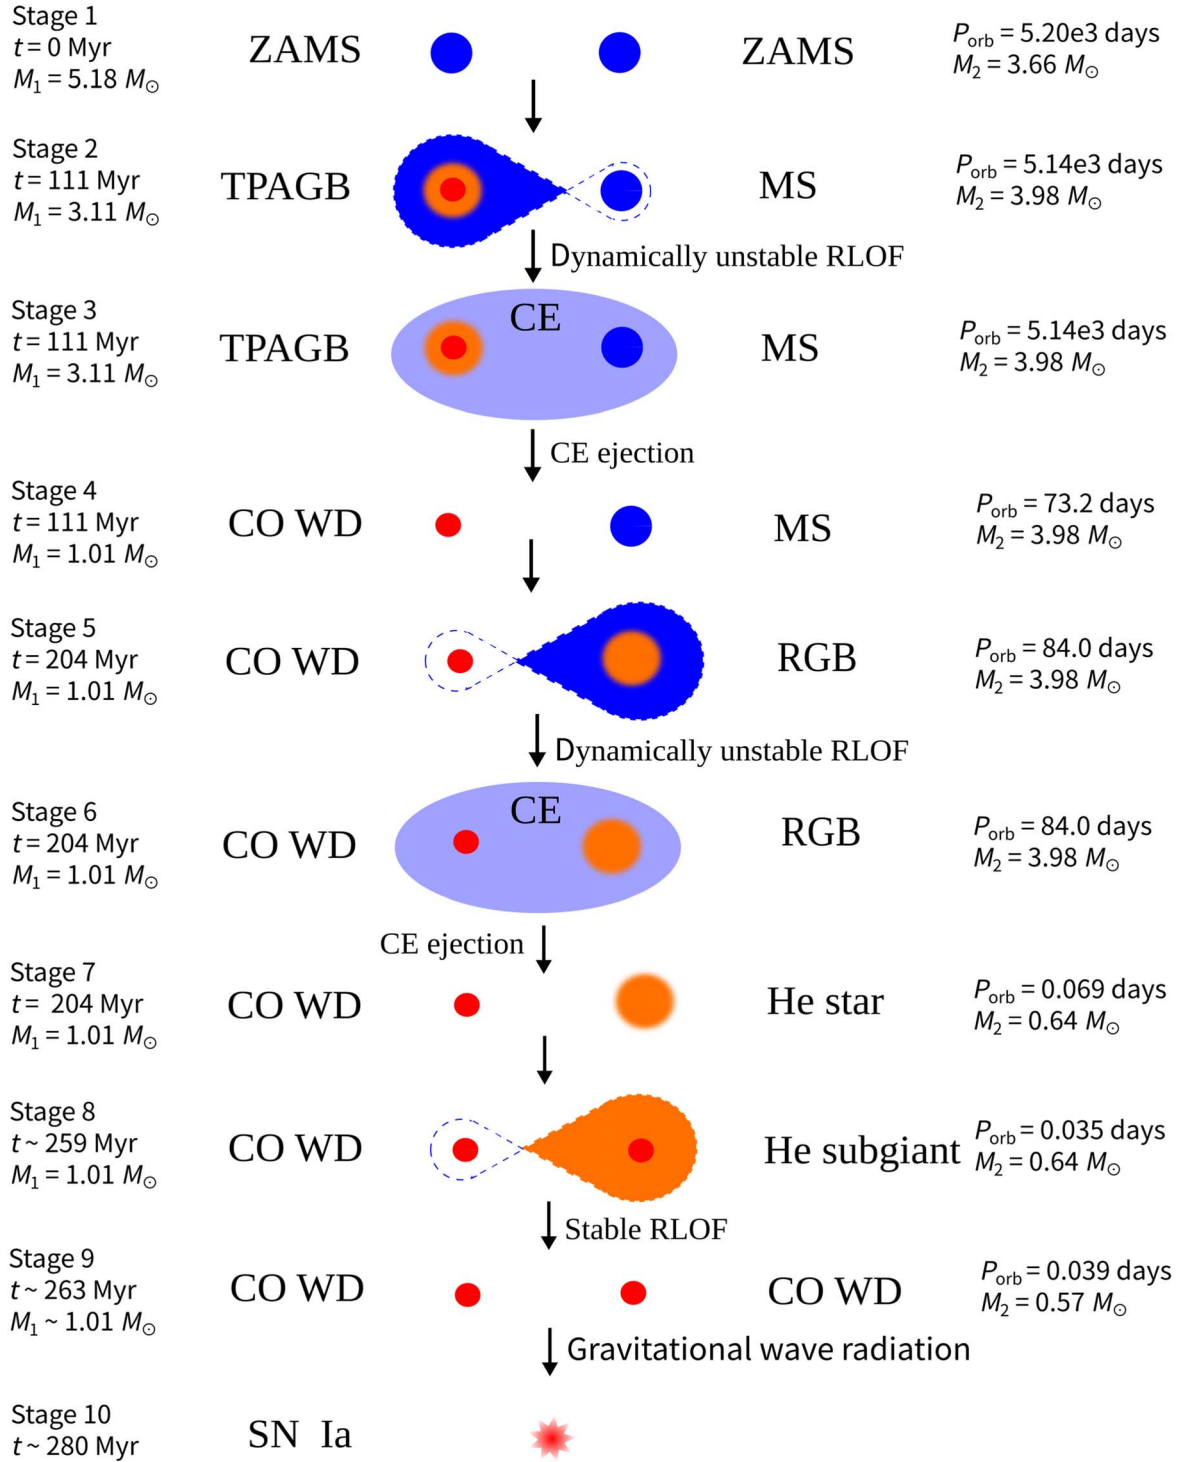 Stage 1
t = 0 Myr
M₁ = 5.18 M☉
ZAMS
ZAMS
Porb = 5.20e3 days
M₂ = 3.66 M☉
Stage 2
t = 111 Myr
M₁ = 3.11 M☉
TPAGB
MS
Porb = 5.14e3 days
M₂ = 3.98 M☉
Dynamically unstable RLOF
Stage 3
t = 111 Myr
M₁ = 3.11 M☉
TPAGB
CE
MS
Porb = 5.14e3 days
M₂ = 3.98 M☉
CE ejection
Stage 4
t = 111 Myr
M₁ = 1.01 M☉
CO WD
MS
Porb = 73.2 days
M₂ = 3.98 M☉
Stage 5
t = 204 Myr
M₁ = 1.01 M☉
CO WD
RGB
Porb = 84.0 days
M₂ = 3.98 M☉
Dynamically unstable RLOF
Stage 6
t = 204 Myr
M₁ = 1.01 M☉
CO WD
CE
RGB
Porb = 84.0 days
M₂ = 3.98 M☉
CE ejection
Stage 7
t = 204 Myr
M₁ = 1.01 M☉
CO WD
He star
Porb = 0.069 days
M₂ = 0.64 M☉
Stage 8
t ~ 259 Myr
M₁ = 1.01 M☉
CO WD
He subgiant
Porb = 0.035 days
M₂ = 0.64 M☉
Stable RLOF
Stage 9
t ~ 263 Myr
M₁ ~ 1.01 M☉
CO WD
CO WD
Porb = 0.039 days
M₂ = 0.57 M☉
Gravitational wave radiation
Stage 10
t ~ 280 Myr
SN Ia